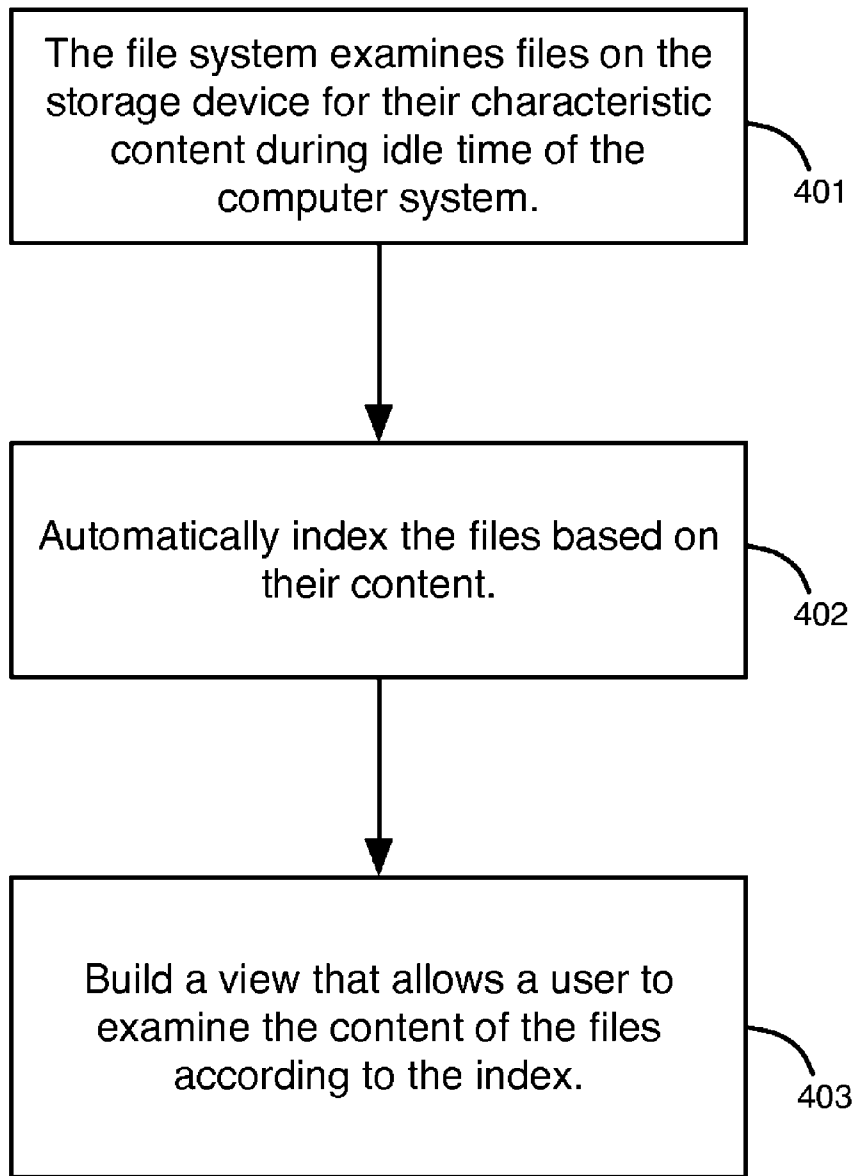 The file system examines files on the
storage device for their characteristic
content during idle time of the
computer system.
401
Automatically index the files based on
their content.
402
Build a view that allows a user to
examine the content of the files
according to the index.
403